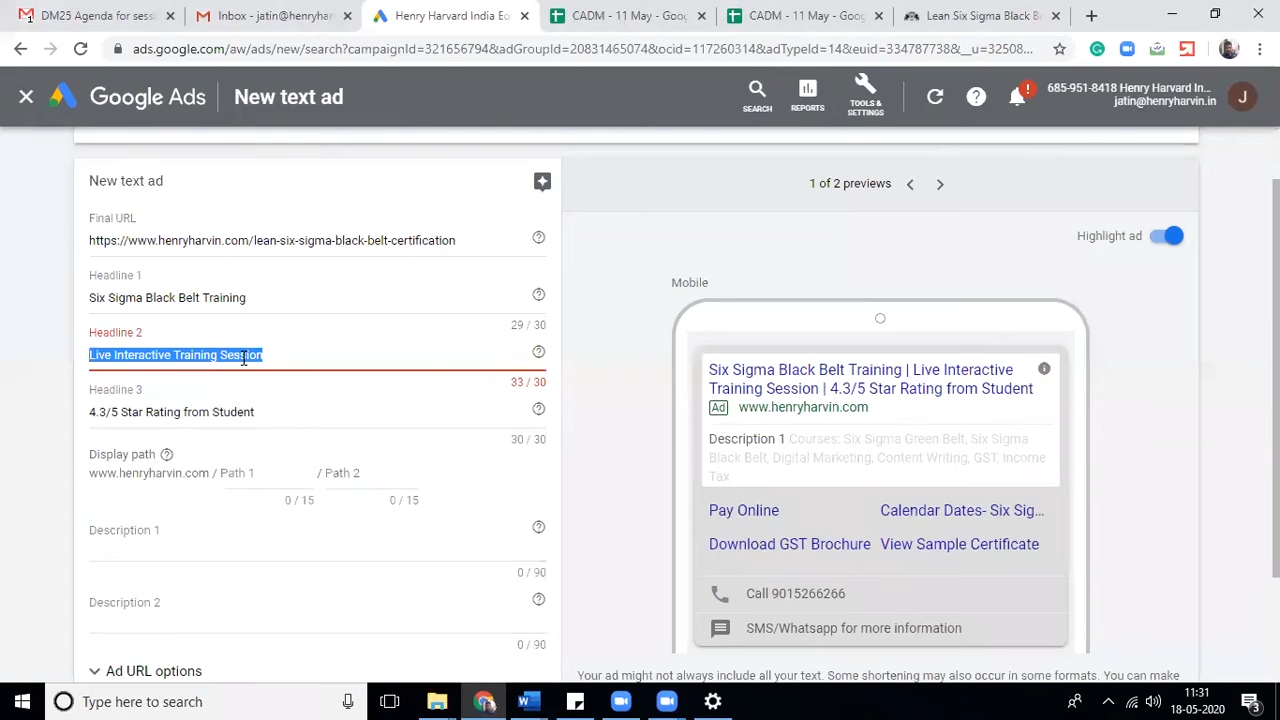 DM25 Agenda for sessi
Inbox - jatin@henryhar
Henry Harvard India Eo
CADM - 11 May - Goog
CADM - 11 May - Goog
Lean Six Sigma Black B
ads.google.com/aw/ads/new/search?campaignId=321656794&adGroupId=20831465074&ocid=117260314&adTypeId=14&euid=334787738&__u=32508...
Google Ads
New text ad
SEARCH
REPORTS
TOOLS &
SETTINGS
685-951-8418 Henry Harvard In...
jatin@henryharvin.in
J
New text ad
Final URL
https://www.henryharvin.com/lean-six-sigma-black-belt-certification
Headline 1
Six Sigma Black Belt Training
29 / 30
Headline 2
Live Interactive Training Session
33 / 30
Headline 3
4.3/5 Star Rating from Student
30 / 30
Display path
www.henryharvin.com / Path 1 / Path 2
0 / 15 0 / 15
Description 1
0 / 90
Description 2
0 / 90
Ad URL options
1 of 2 previews
Highlight ad
Mobile
Six Sigma Black Belt Training | Live Interactive
Training Session | 4.3/5 Star Rating from Student
Ad www.henryharvin.com
Description 1 Courses: Six Sigma Green Belt, Six Sigma
Black Belt, Digital Marketing, Content Writing, GST, Income
Tax
Pay Online
Calendar Dates- Six Sig...
Download GST Brochure
View Sample Certificate
Call 9015266266
SMS/Whatsapp for more information
Your ad might not always include all your text. Some shortening may also occur in some formats. You can make
Type here to search
11:31
18-05-2020
3